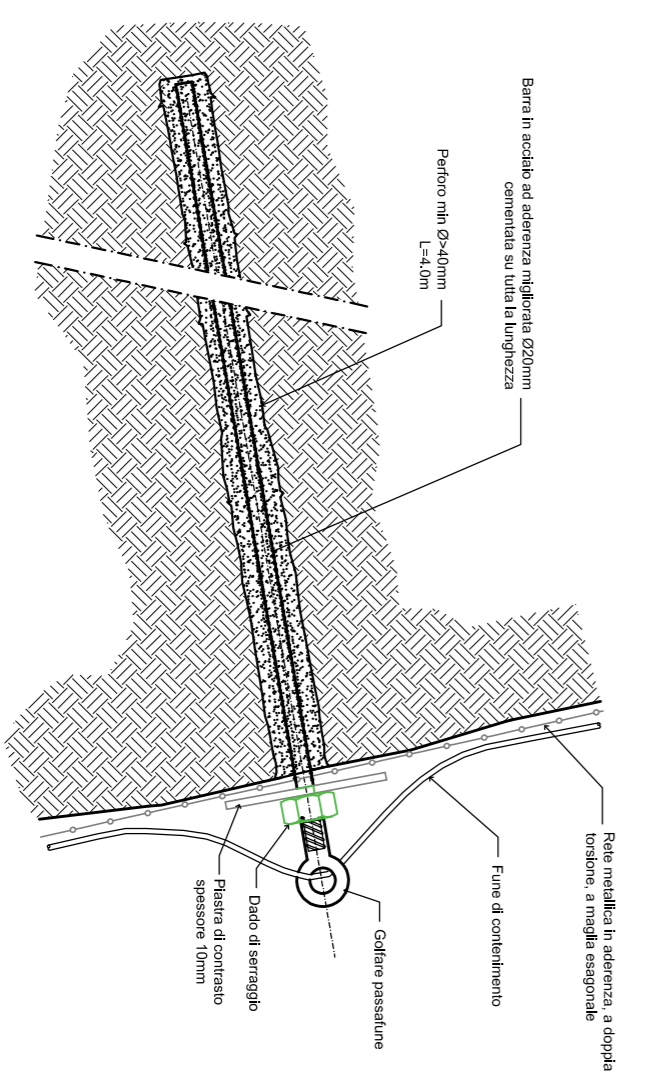 Barra in acciaio ad aderenza migliorata Ø20mm
cementata su tutta la lunghezza
Perforo min Ø>40mm
L=4.0m
Rete metallica in aderenza, a doppia
torsione, a maglia esagonale
Fune di contenimento
Golfare passafune
Dado di serraggio
Piastra di contrasto
spessore 10mm